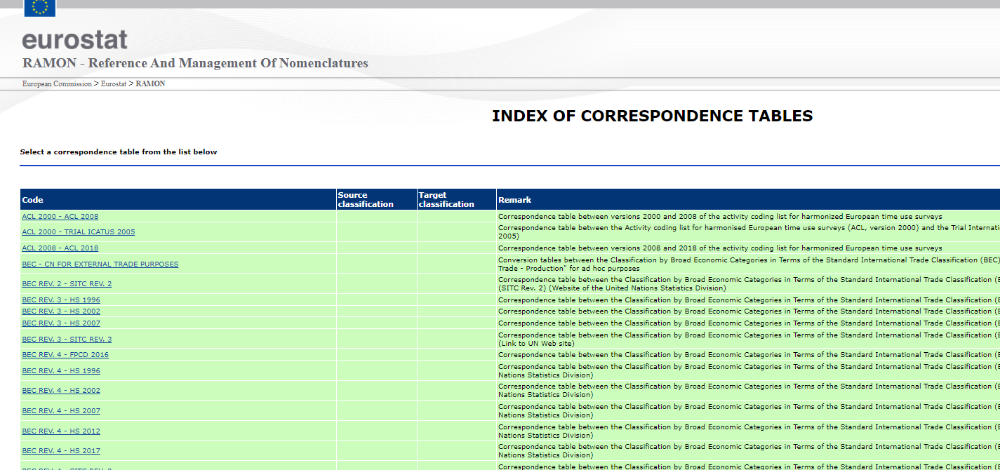 eurostat
RAMON - Reference And Management Of Nomenclatures
European Commission > Eurostat > RAMON
INDEX OF CORRESPONDENCE TABLES
Select a correspondence table from the list below
Code Source classification Target classification Remark
ACL 2000 - ACL 2008 Correspondence table between versions 2000 and 2008 of the activity coding list for harmonized European time use surveys
ACL 2000 - TRIAL ICATUS 2005 Correspondence table between the Activity coding list for harmonised European time use surveys (ACL, version 2000) and the Trial Internati
2005)
ACL 2008 - ACL 2018 Correspondence table between versions 2008 and 2018 of the activity coding list for harmonized European time use surveys
BEC - CN FOR EXTERNAL TRADE PURPOSES Conversion tables between the Classification by Broad Economic Categories in Terms of the Standard International Trade Classification (BEC)
Trade - Production" for ad hoc purposes
BEC REV. 2 - SITC REV. 2 Correspondence table between the Classification by Broad Economic Categories in Terms of the Standard International Trade Classification (
(SITC Rev. 2) (Website of the United Nations Statistics Division)
BEC REV. 3 - HS 1996 Correspondence table between the Classification by Broad Economic Categories in Terms of the Standard International Trade Classification (
BEC REV. 3 - HS 2002 Correspondence table between the Classification by Broad Economic Categories in Terms of the Standard International Trade Classification (
BEC REV. 3 - HS 2007 Correspondence table between the Classification by Broad Economic Categories in Terms of the Standard International Trade Classification (
BEC REV. 3 - SITC REV. 3 Correspondence table between the Classification by Broad Economic Categories in Terms of the Standard International Trade Classification (
(Link to UN Web site)
BEC REV. 4 - FPCD 2016 Correspondence table between the Classification by Broad Economic Categories in Terms of the Standard International Trade Classification (
BEC REV. 4 - HS 1996 Correspondence table between the Classification by Broad Economic Categories in Terms of the Standard International Trade Classification (
Nations Statistics Division)
BEC REV. 4 - HS 2002 Correspondence table between the Classification by Broad Economic Categories in Terms of the Standard International Trade Classification (
Nations Statistics Division)
BEC REV. 4 - HS 2007 Correspondence table between the Classification by Broad Economic Categories in Terms of the Standard International Trade Classification (
Nations Statistics Division)
BEC REV. 4 - HS 2012 Correspondence table between the Classification by Broad Economic Categories in Terms of the Standard International Trade Classification (
Nations Statistics Division)
BEC REV. 4 - HS 2017 Correspondence table between the Classification by Broad Economic Categories in Terms of the Standard International Trade Classification (
Nations Statistics Division)
Correspondence table between the Classification by Broad Economic Categories in Terms of the Standard International Trade Classification (